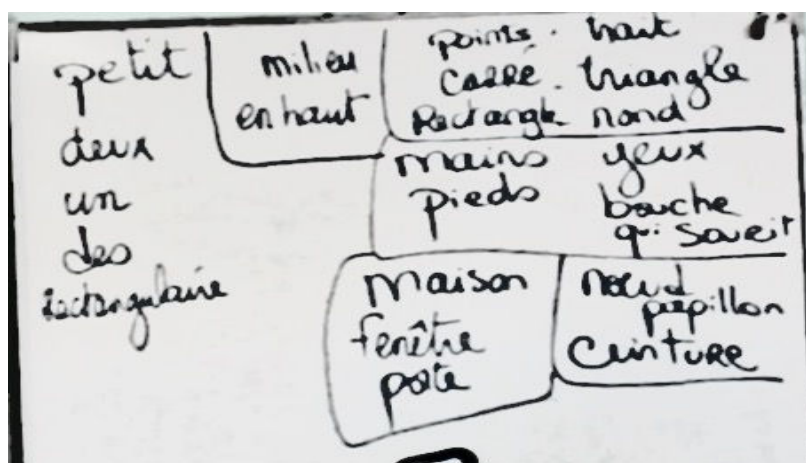 petit
deux
un
des
rectangulaire
milieu
en haut
points. trait
carré. triangle
Rectangle rond
mains yeux
pieds bouche
qui sourit
maison
fenêtre
porte
noeud
papillon
ceinture